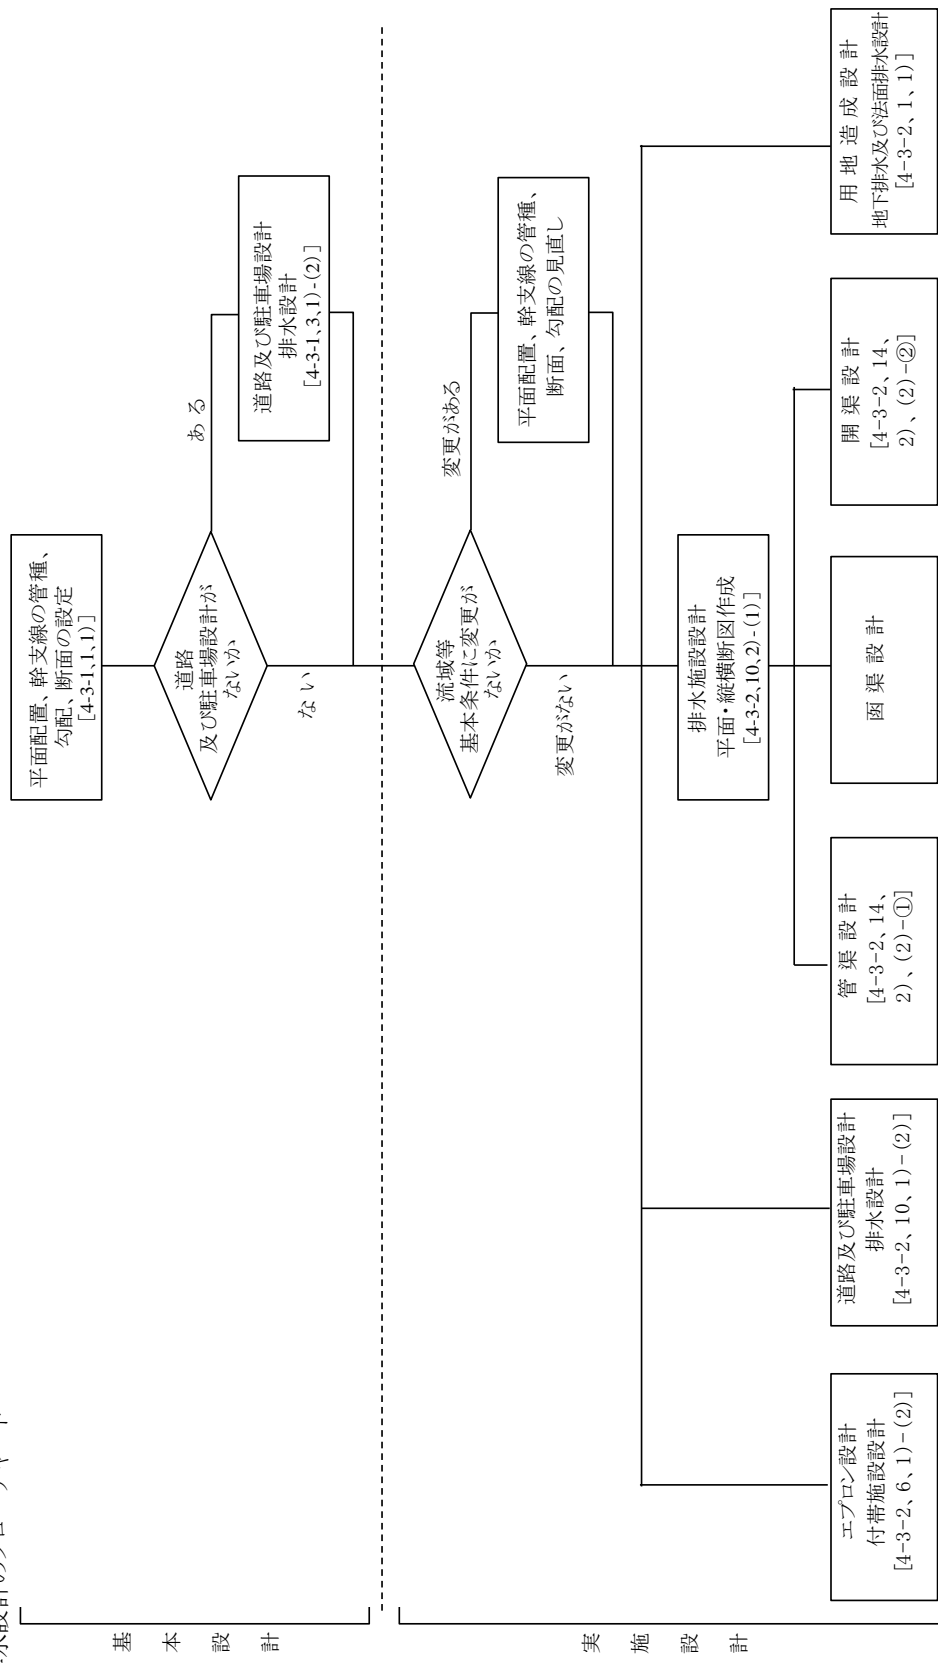 平面配置、幹支線の管種、
勾配、断面の設定
[4-3-1,1,1)]
道路
及び駐車場設計が
ないか
ある
道路及び駐車場設計
排水設計
[4-3-1,3,1)-(2)]
ない
流域等
基本条件に変更が
ないか
変更がある
平面配置、幹支線の管種、
断面、勾配の見直し
変更がない
排水施設設計
平面・縦横断図作成
[4-3-2,10,2)-(1)]
エプロン設計
付帯施設設計
[4-3-2、6、1)-(2)]
道路及び駐車場設計
排水設計
[4-3-2、10、1)-(2)]
管渠設計
[4-3-2、14、
2)、(2)-①]
函渠設計
開渠設計
[4-3-2、14、
2)、(2)-②]
用地造成設計
地下排水及び法面排水設計
[4-3-2、1、1)]
基本設計
実施設計